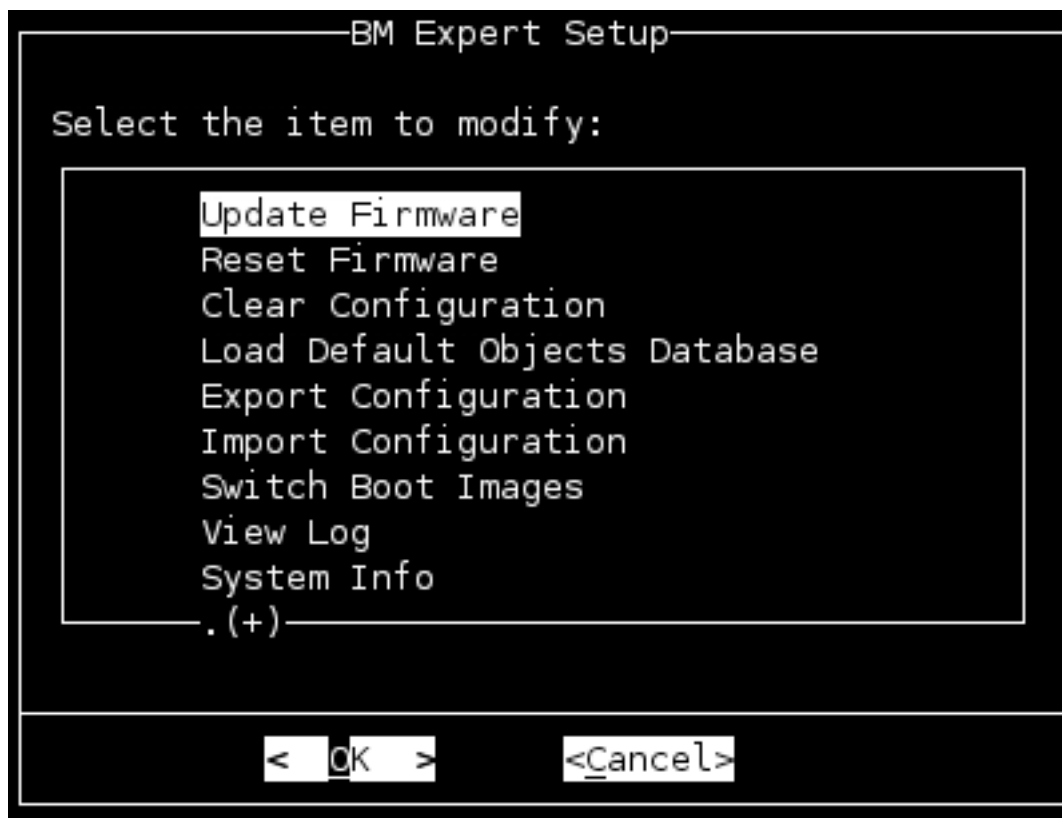 BM Expert Setup
Select the item to modify:
Update Firmware
Reset Firmware
Clear Configuration
Load Default Objects Database
Export Configuration
Import Configuration
Switch Boot Images
View Log
System Info
.(+)
<  OK  > <Cancel>